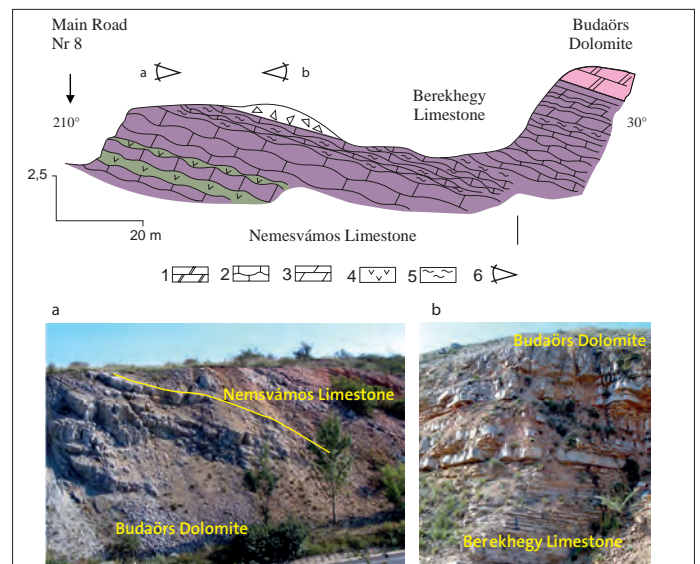 Main Road
Nr 8
Budaörs
Dolomite
a
b
210°
Berekhegy
Limestone
30°
2,5
20 m
Nemesvámos Limestone
1 2 3 4 5 6
a
b
Nemsvámos Limestone
Budaörs Dolomite
Budaörs Dolomite
Berekhegy Limestone